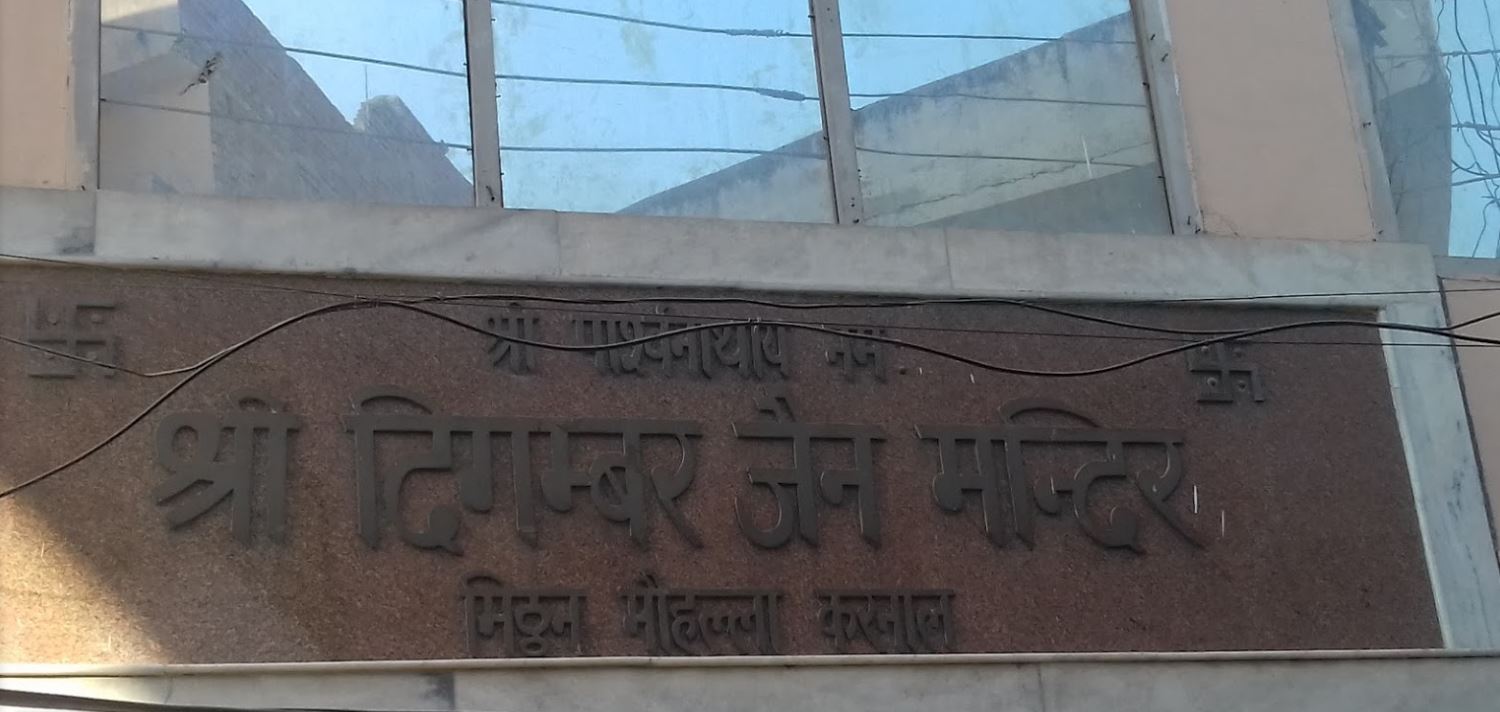 श्री पार्श्वनाथाय नमः
श्री दिगम्बर जैन मन्दिर
मिठ्ठन मौहल्ला करनाल